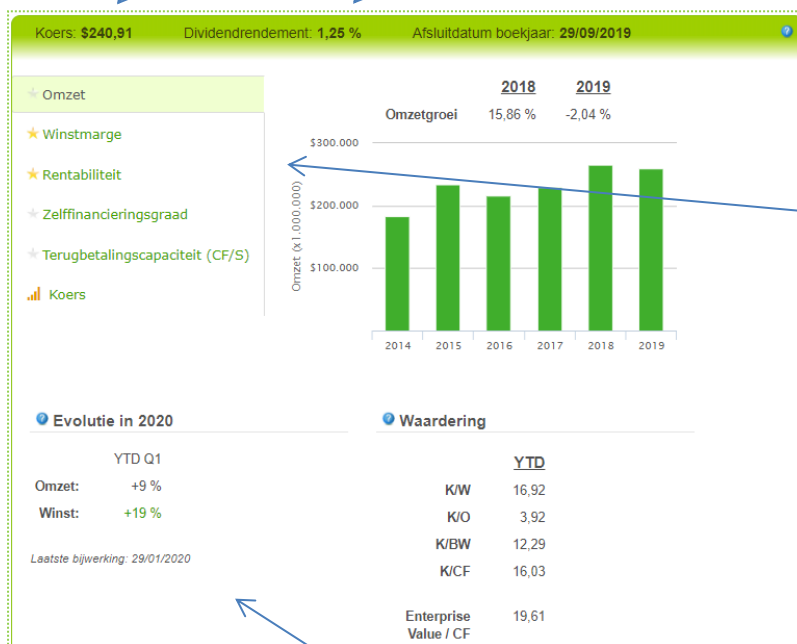 Koers: $240,91 Dividendrendement: 1,25 % Afsluitdatum boekjaar: 29/09/2019
Omzet
Winstmarge
Rentabiliteit
Zelffinancieringsgraad
Terugbetalingscapaciteit (CF/S)
Koers
2018 2019
Omzetgroei 15,86 % -2,04 %
Omzet (x1.000.000)
$300.000
$200.000
$100.000
2014 2015 2016 2017 2018 2019
Evolutie in 2020
YTD Q1
Omzet: +9 %
Winst: +19 %
Laatste bijwerking: 29/01/2020
Waardering
YTD
K/W 16,92
K/O 3,92
K/BW 12,29
K/CF 16,03
Enterprise 19,61
Value / CF